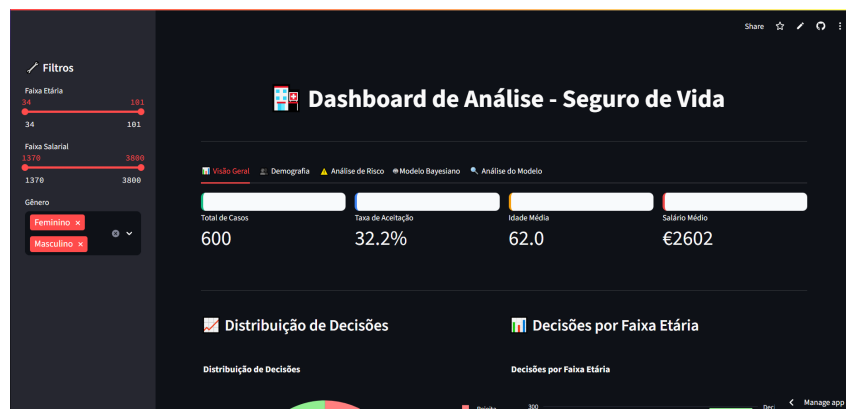 Share
Filtros
Faixa Etária
34 101
34 101
Faixa Salarial
1370 3800
1370 3800
Gênero
Feminino ×
Masculino ×
Dashboard de Análise - Seguro de Vida
Visão Geral Demografia Análise de Risco Modelo Bayesiano Análise do Modelo
Total de Casos Taxa de Aceitação Idade Média Salário Médio
600 32.2% 62.0 €2602
Distribuição de Decisões Decisões por Faixa Etária
Distribuição de Decisões Decisões por Faixa Etária
300
Manage app